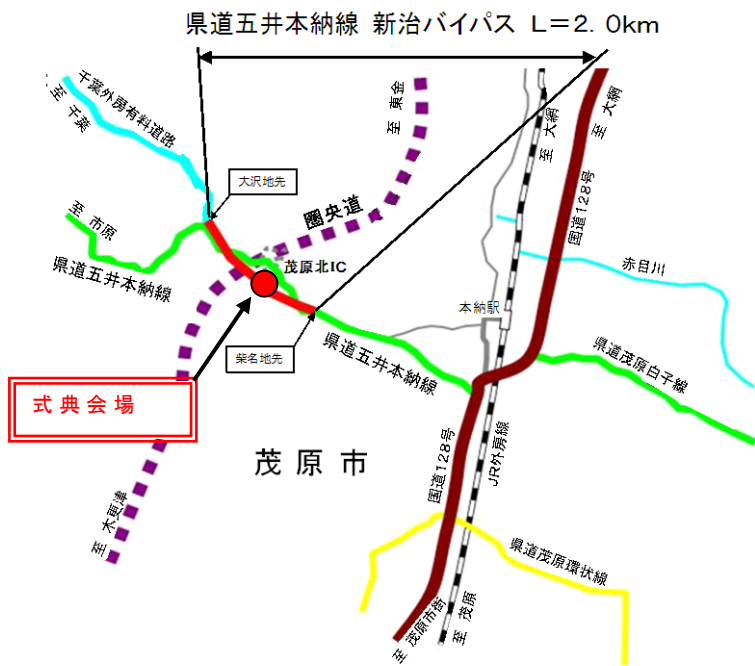 県道五井本納線 新治バイパス L=2.0km
千葉外房有料道路
至 千葉
至 東金
至 大網
至 大網
大沢地先
国道128号
至 市原
圏央道
茂原北IC
赤目川
県道五井本納線
本納駅
柴名地先
県道五井本納線
県道茂原白子線
式典会場
茂原市
国道128号
JR外房線
至 木更津
県道茂原環状線
至 茂原市街
至 茂原